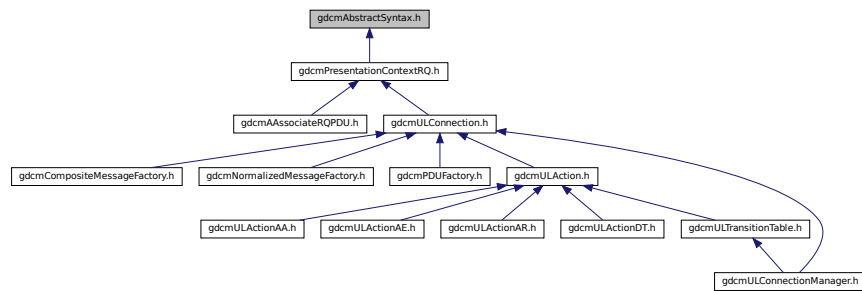 gdcmAbstractSyntax.h
gdcmPresentationContextRQ.h
gdcmAAssociateRQPDU.h
gdcmULConnection.h
gdcmCompositeMessageFactory.h
gdcmNormalizedMessageFactory.h
gdcmPDUFactory.h
gdcmULAction.h
gdcmULActionAA.h
gdcmULActionAE.h
gdcmULActionAR.h
gdcmULActionDT.h
gdcmULTransitionTable.h
gdcmULConnectionManager.h